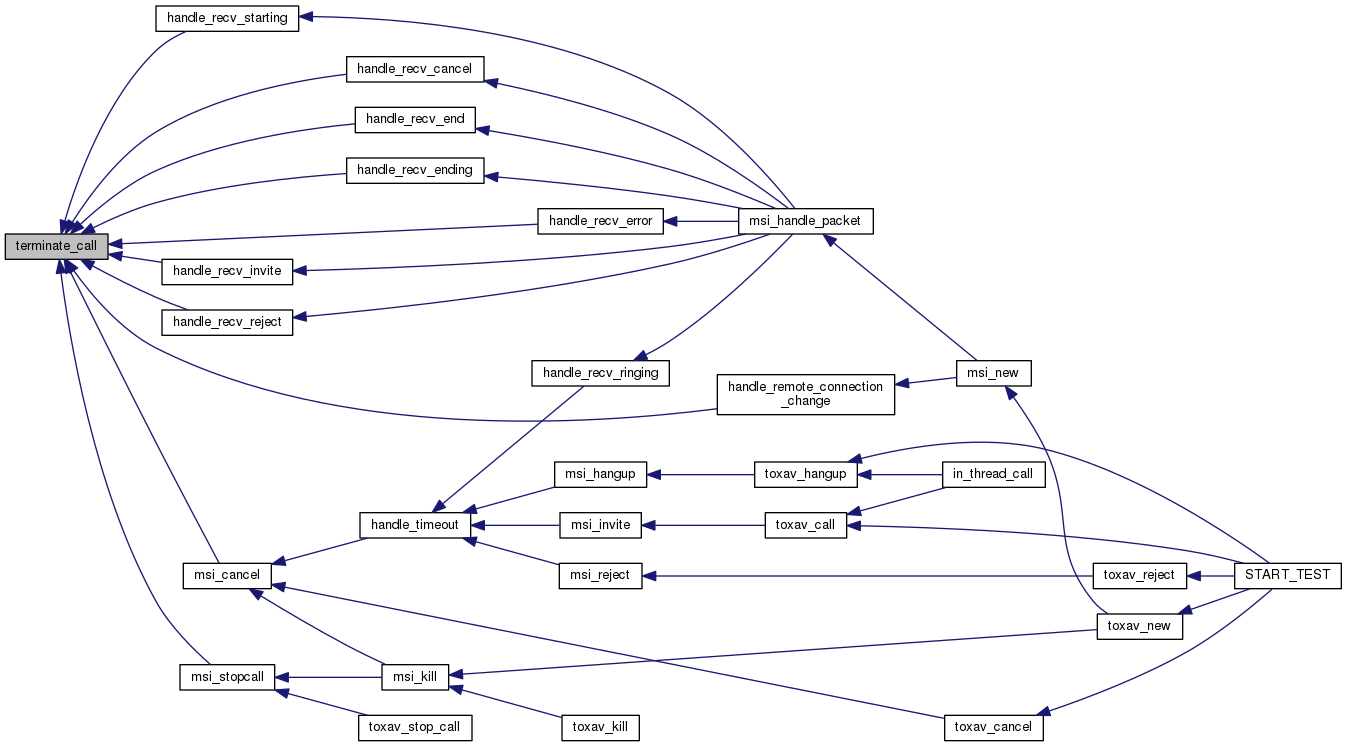 handle_recv_starting
handle_recv_cancel
handle_recv_end
handle_recv_ending
handle_recv_error
msi_handle_packet
terminate_call
handle_recv_invite
handle_recv_reject
handle_recv_ringing
msi_new
handle_remote_connection
_change
msi_hangup
toxav_hangup
in_thread_call
handle_timeout
msi_invite
toxav_call
msi_cancel
msi_reject
toxav_reject
START_TEST
toxav_new
msi_stopcall
msi_kill
toxav_stop_call
toxav_kill
toxav_cancel